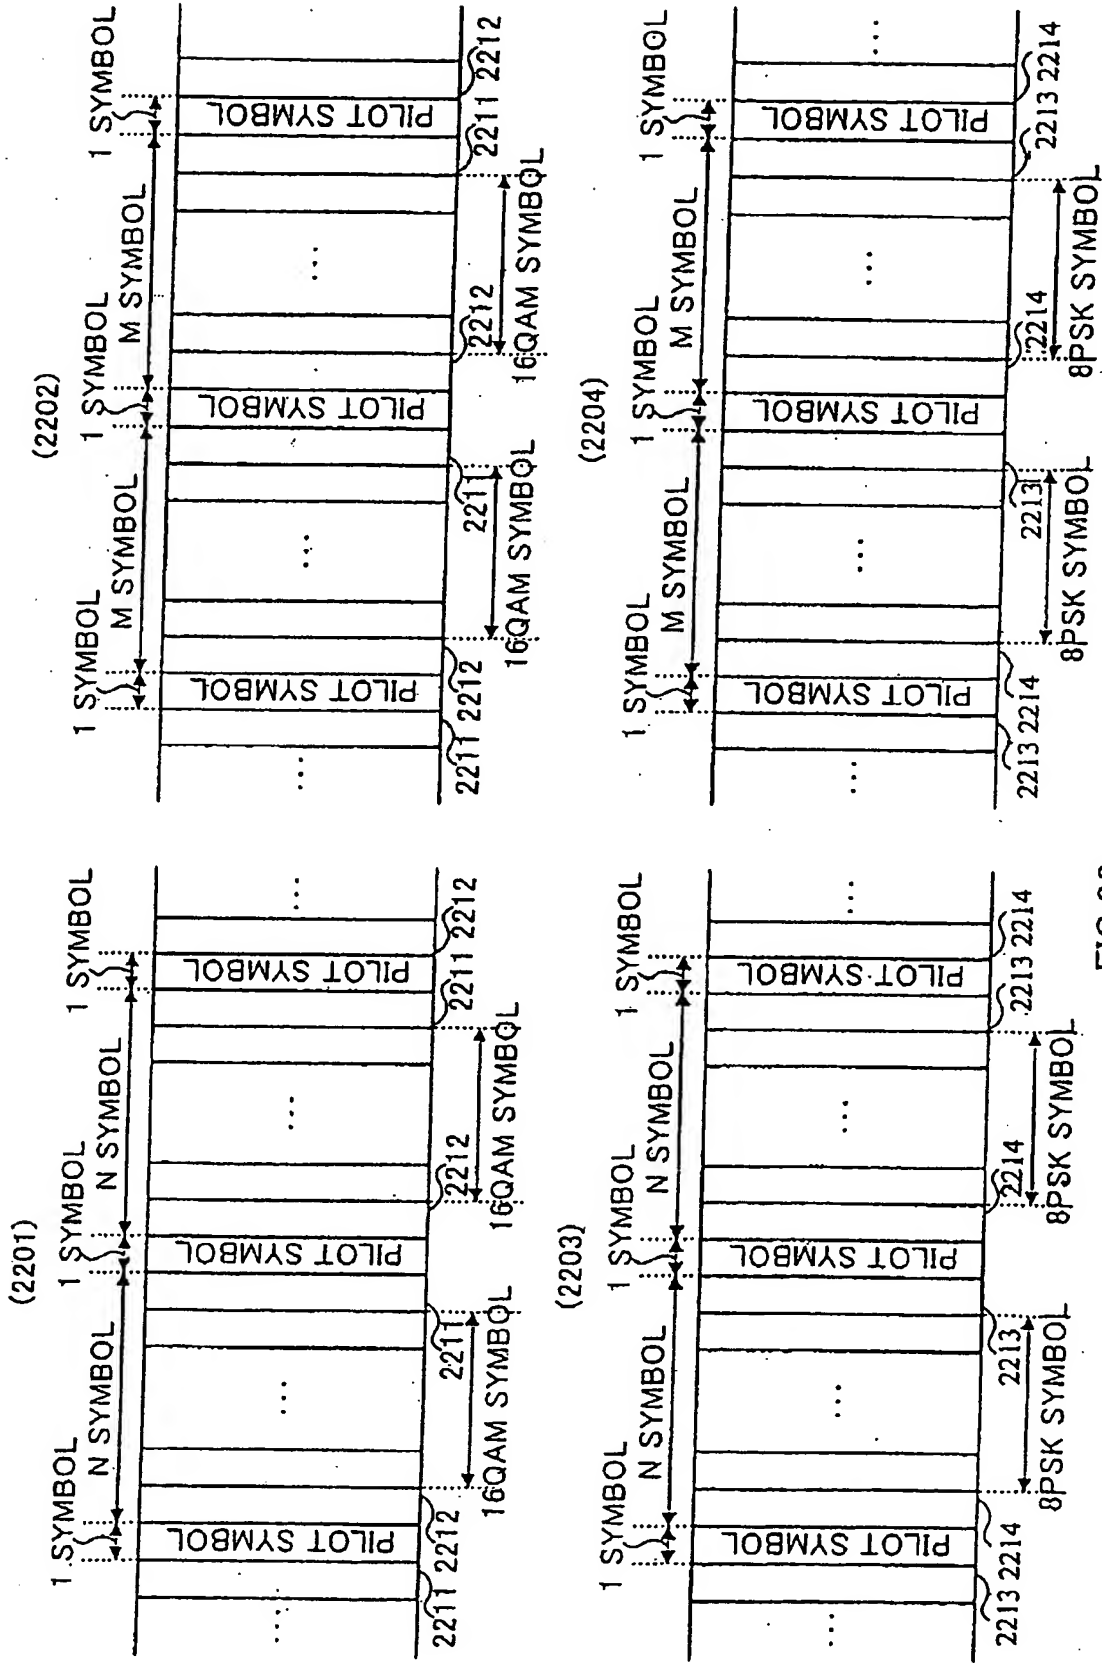 (2201)
1 SYMBOL
N SYMBOL
1 SYMBOL
N SYMBOL
1 SYMBOL
PILOT SYMBOL
PILOT SYMBOL
PILOT SYMBOL
...
...
...
...
2211
2212
2211
2212
2211
2212
16QAM SYMBOL
16QAM SYMBOL
(2202)
1 SYMBOL
M SYMBOL
1 SYMBOL
M SYMBOL
1 SYMBOL
PILOT SYMBOL
PILOT SYMBOL
PILOT SYMBOL
...
...
...
2211
2212
2211
2212
2211
2212
16QAM SYMBOL
16QAM SYMBOL
(2203)
1 SYMBOL
N SYMBOL
1 SYMBOL
N SYMBOL
1 SYMBOL
PILOT SYMBOL
PILOT SYMBOL
PILOT SYMBOL
...
...
...
...
2213
2214
2213
2214
2213
2214
8PSK SYMBOL
8PSK SYMBOL
(2204)
1 SYMBOL
M SYMBOL
1 SYMBOL
M SYMBOL
1 SYMBOL
PILOT SYMBOL
PILOT SYMBOL
PILOT SYMBOL
...
...
...
...
2213
2214
2213
2214
2213
2214
8PSK SYMBOL
8PSK SYMBOL